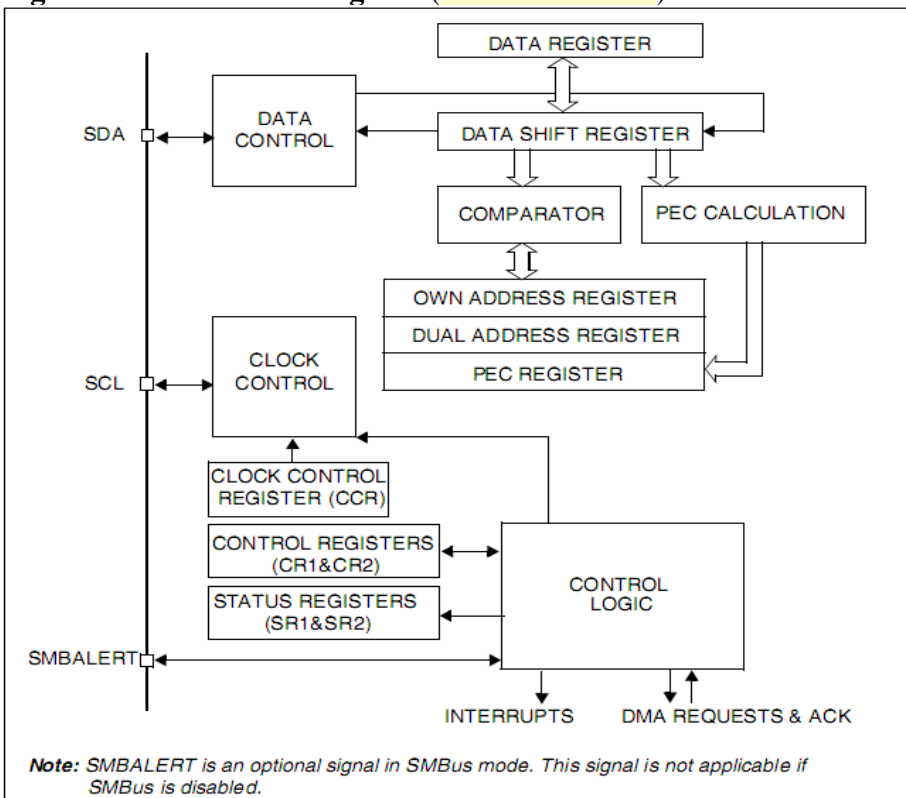 DATA REGISTER
DATA
CONTROL
SDA
DATA SHIFT REGISTER
COMPARATOR
PEC CALCULATION
OWN ADDRESS REGISTER
DUAL ADDRESS REGISTER
PEC REGISTER
CLOCK
CONTROL
SCL
CLOCK CONTROL
REGISTER (CCR)
CONTROL REGISTERS
(CR1&CR2)
STATUS REGISTERS
(SR1&SR2)
CONTROL
LOGIC
SMBALERT
INTERRUPTS
DMA REQUESTS & ACK
Note: SMBALERT is an optional signal in SMBus mode. This signal is not applicable if
SMBus is disabled.